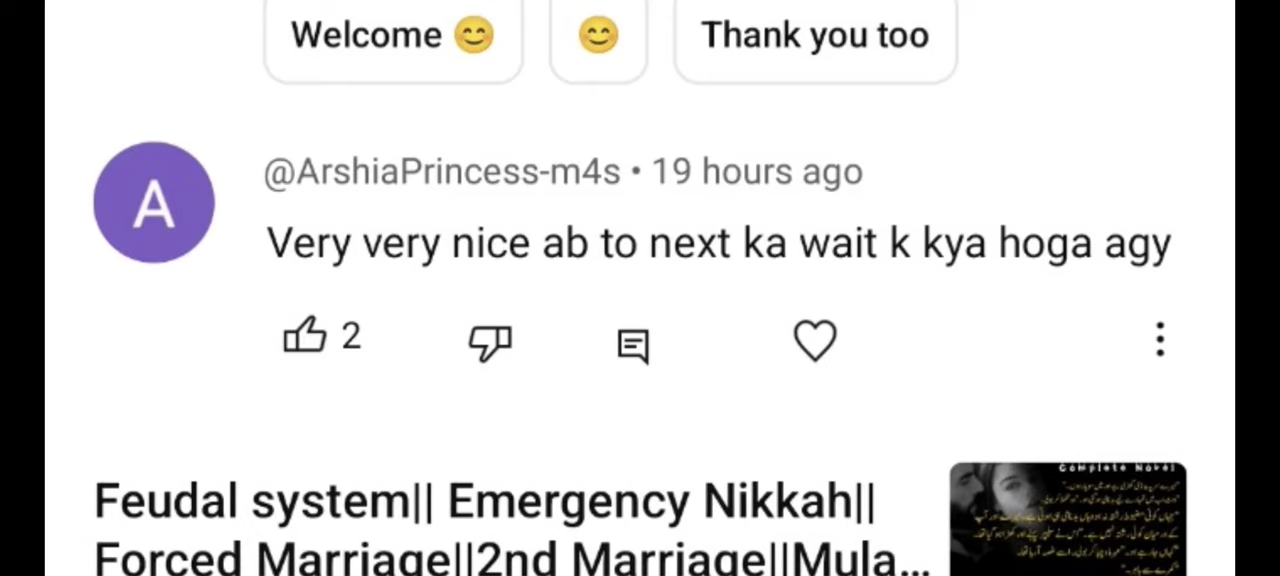 Welcome 😊
😊
Thank you too
A
@ArshiaPrincess-m4s • 19 hours ago
Very very nice ab to next ka wait k kya hoga agy
2
Feudal system|| Emergency Nikkah||
Forced Marriage||2nd Marriage||Mula...
Complete Novel